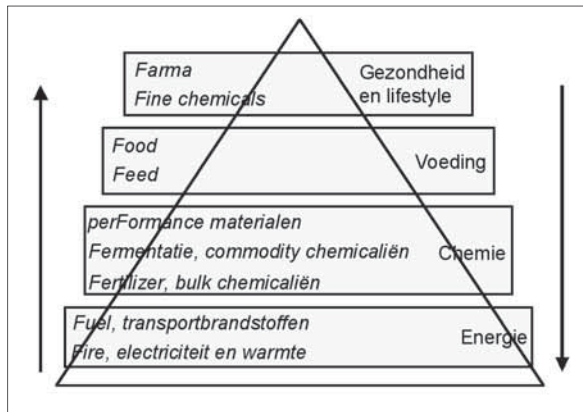 Farma
Fine chemicals
Gezondheid
en lifestyle
Food
Feed
Voeding
perFormance materialen
Fermentatie, commodity chemicaliën
Fertilizer, bulk chemicaliën
Chemie
Fuel, transportbrandstoffen
Fire, electriciteit en warmte
Energie